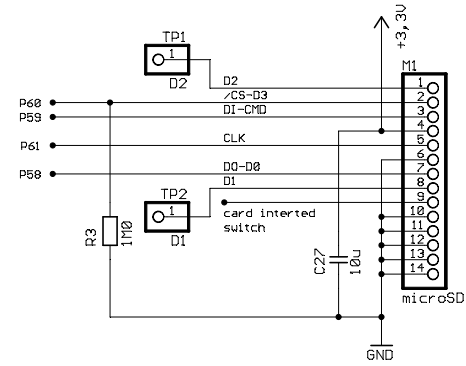 TP1
1
D2
+3,3V
M1
D2
/CS-D3
DI-CMD
CLK
DO-D0
D1
P60
P59
P61
P58
1
2
3
4
5
6
7
8
9
10
11
12
13
14
TP2
1
D1
card interted
switch
R3
1M0
C27
10u
microSD
GND